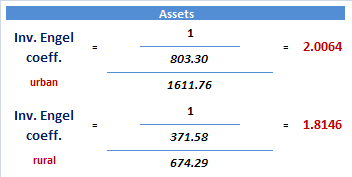 Assets
Inv. Engel
coeff.
urban
=
1
803.30
1611.76
=
2.0064
Inv. Engel
coeff.
rural
=
1
371.58
674.29
=
1.8146